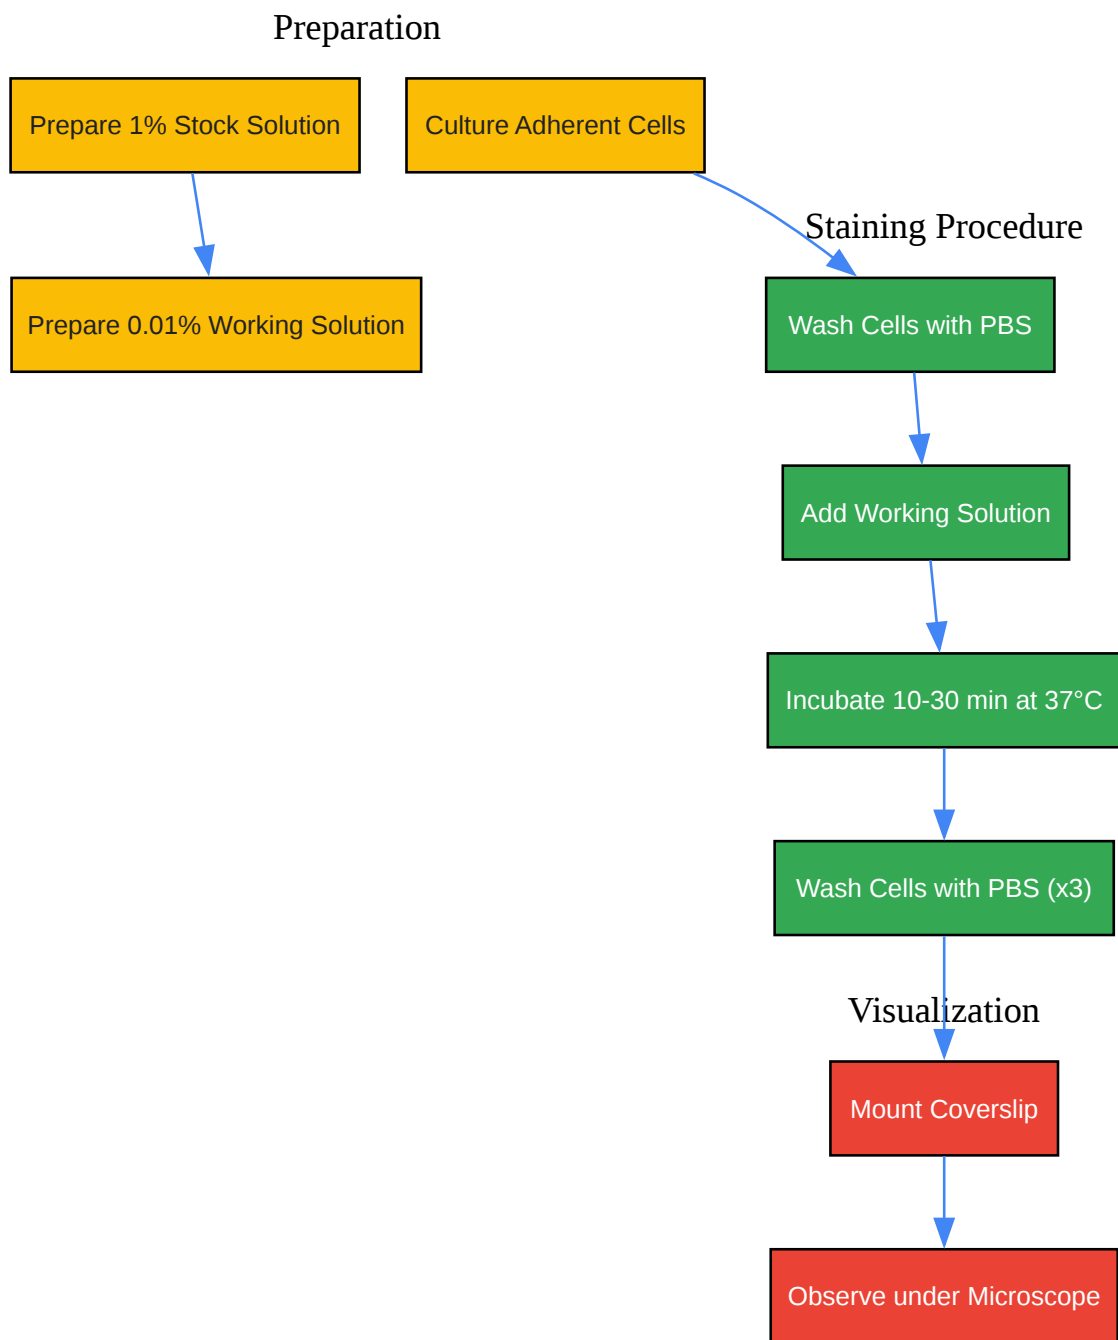 Preparation
Prepare 1% Stock Solution
Culture Adherent Cells
Prepare 0.01% Working Solution
Staining Procedure
Wash Cells with PBS
Add Working Solution
Incubate 10-30 min at 37°C
Wash Cells with PBS (x3)
Visualization
Mount Coverslip
Observe under Microscope